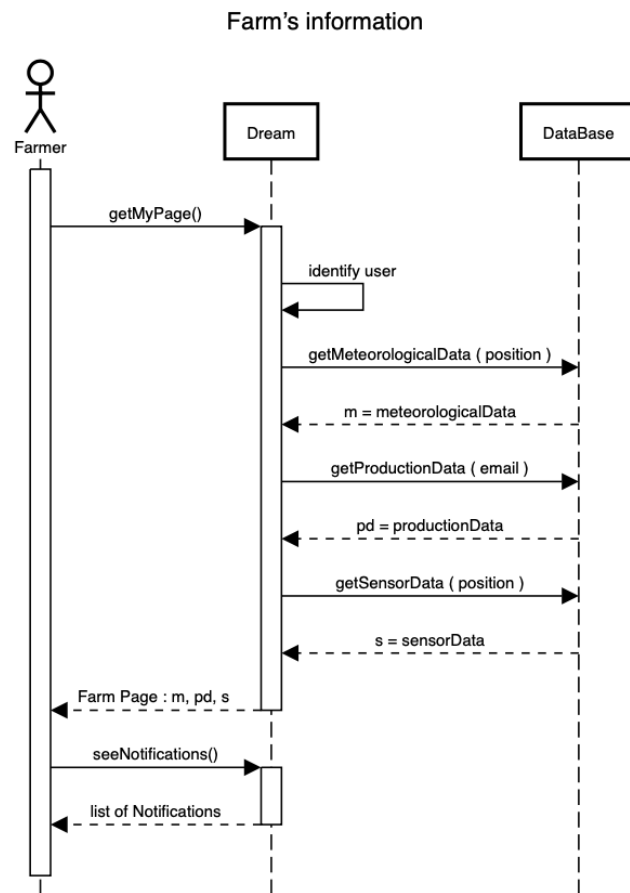 Farm's information
Farmer
Dream
DataBase
getMyPage()
identify user
getMeteorologicalData ( position )
m = meteorologicalData
getProductionData ( email )
pd = productionData
getSensorData ( position )
s = sensorData
Farm Page : m, pd, s
seeNotifications()
list of Notifications